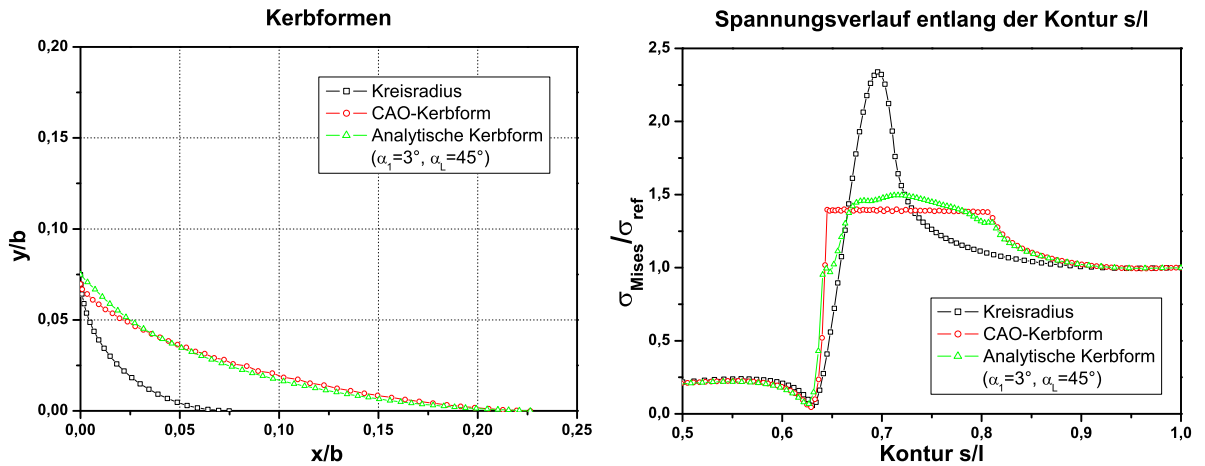 Kerbformen
0,20
0,15
0,10
0,05
0,00
y/b
0,00 0,05 0,10 0,15 0,20 0,25
x/b
Kreisradius
CAO-Kerbform
Analytische Kerbform
(α1=3°, αL=45°)
Spannungsverlauf entlang der Kontur s/l
2,5
2,0
1,5
1,0
0,5
0,0
σMises/σref
0,5 0,6 0,7 0,8 0,9 1,0
Kontur s/l
Kreisradius
CAO-Kerbform
Analytische Kerbform
(α1=3°, αL=45°)